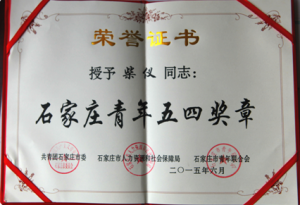 荣誉证书
授予 柴仪 同志:
石家庄青年五四奖章
共青团石家庄市委 石家庄市人力资源和社会保障局 石家庄市青年联合会
二〇一五年六月